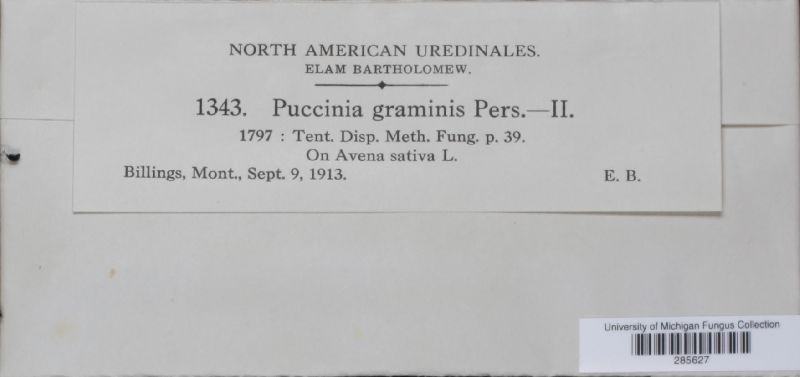 NORTH AMERICAN UREDINALES.
ELAM BARTHOLOMEW.
1343. Puccinia graminis Pers.—II.
1797 : Tent. Disp. Meth. Fung. p. 39.
On Avena sativa L.
Billings, Mont., Sept. 9, 1913. E. B.
University of Michigan Fungus Collection
285627